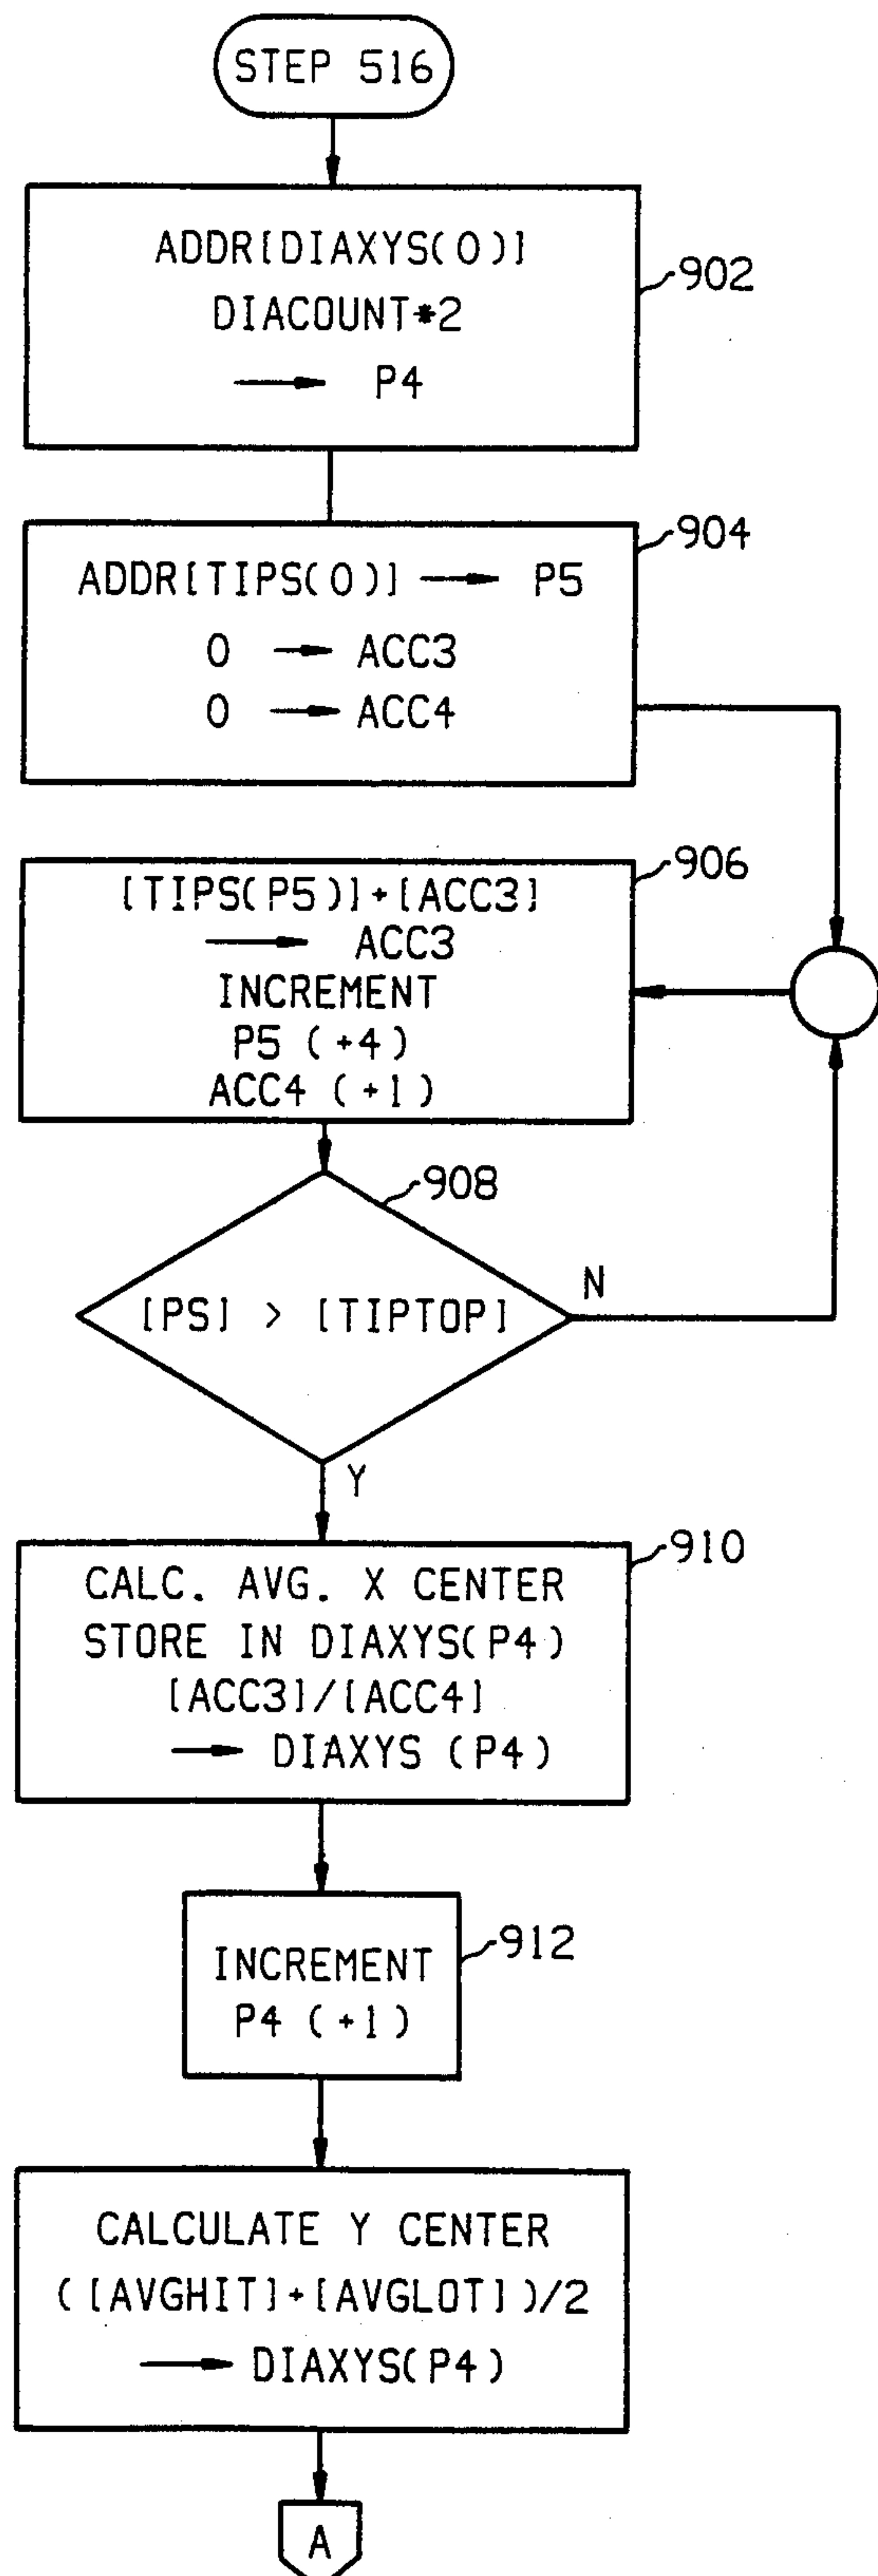 STEP 516
ADDR[DIAXYS(0)]
DIACOUNT*2
→ P4
902
ADDR[TIPS(0)] → P5
0 → ACC3
0 → ACC4
904
[TIPS(P5)]+[ACC3]
→ ACC3
INCREMENT
P5 (+4)
ACC4 (+1)
906
908
[PS] > [TIPTOP]
N
Y
CALC. AVG. X CENTER
STORE IN DIAXYS(P4)
[ACC3]/[ACC4]
→ DIAXYS (P4)
910
INCREMENT
P4 (+1)
912
CALCULATE Y CENTER
([AVGHIT]+[AVGLOT])/2
→ DIAXYS(P4)
A